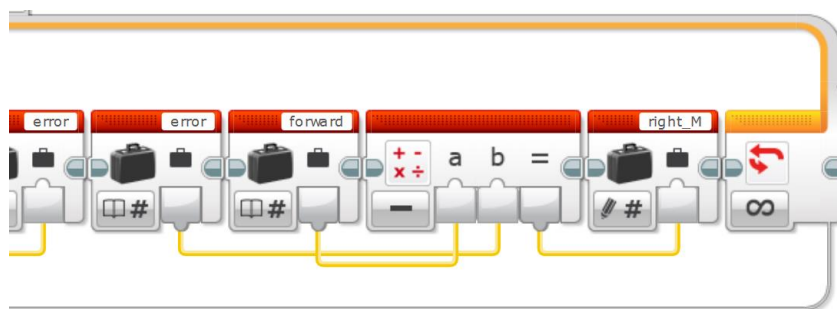 error error forward right_M
+ - a b =
× ÷
# # − # ∞